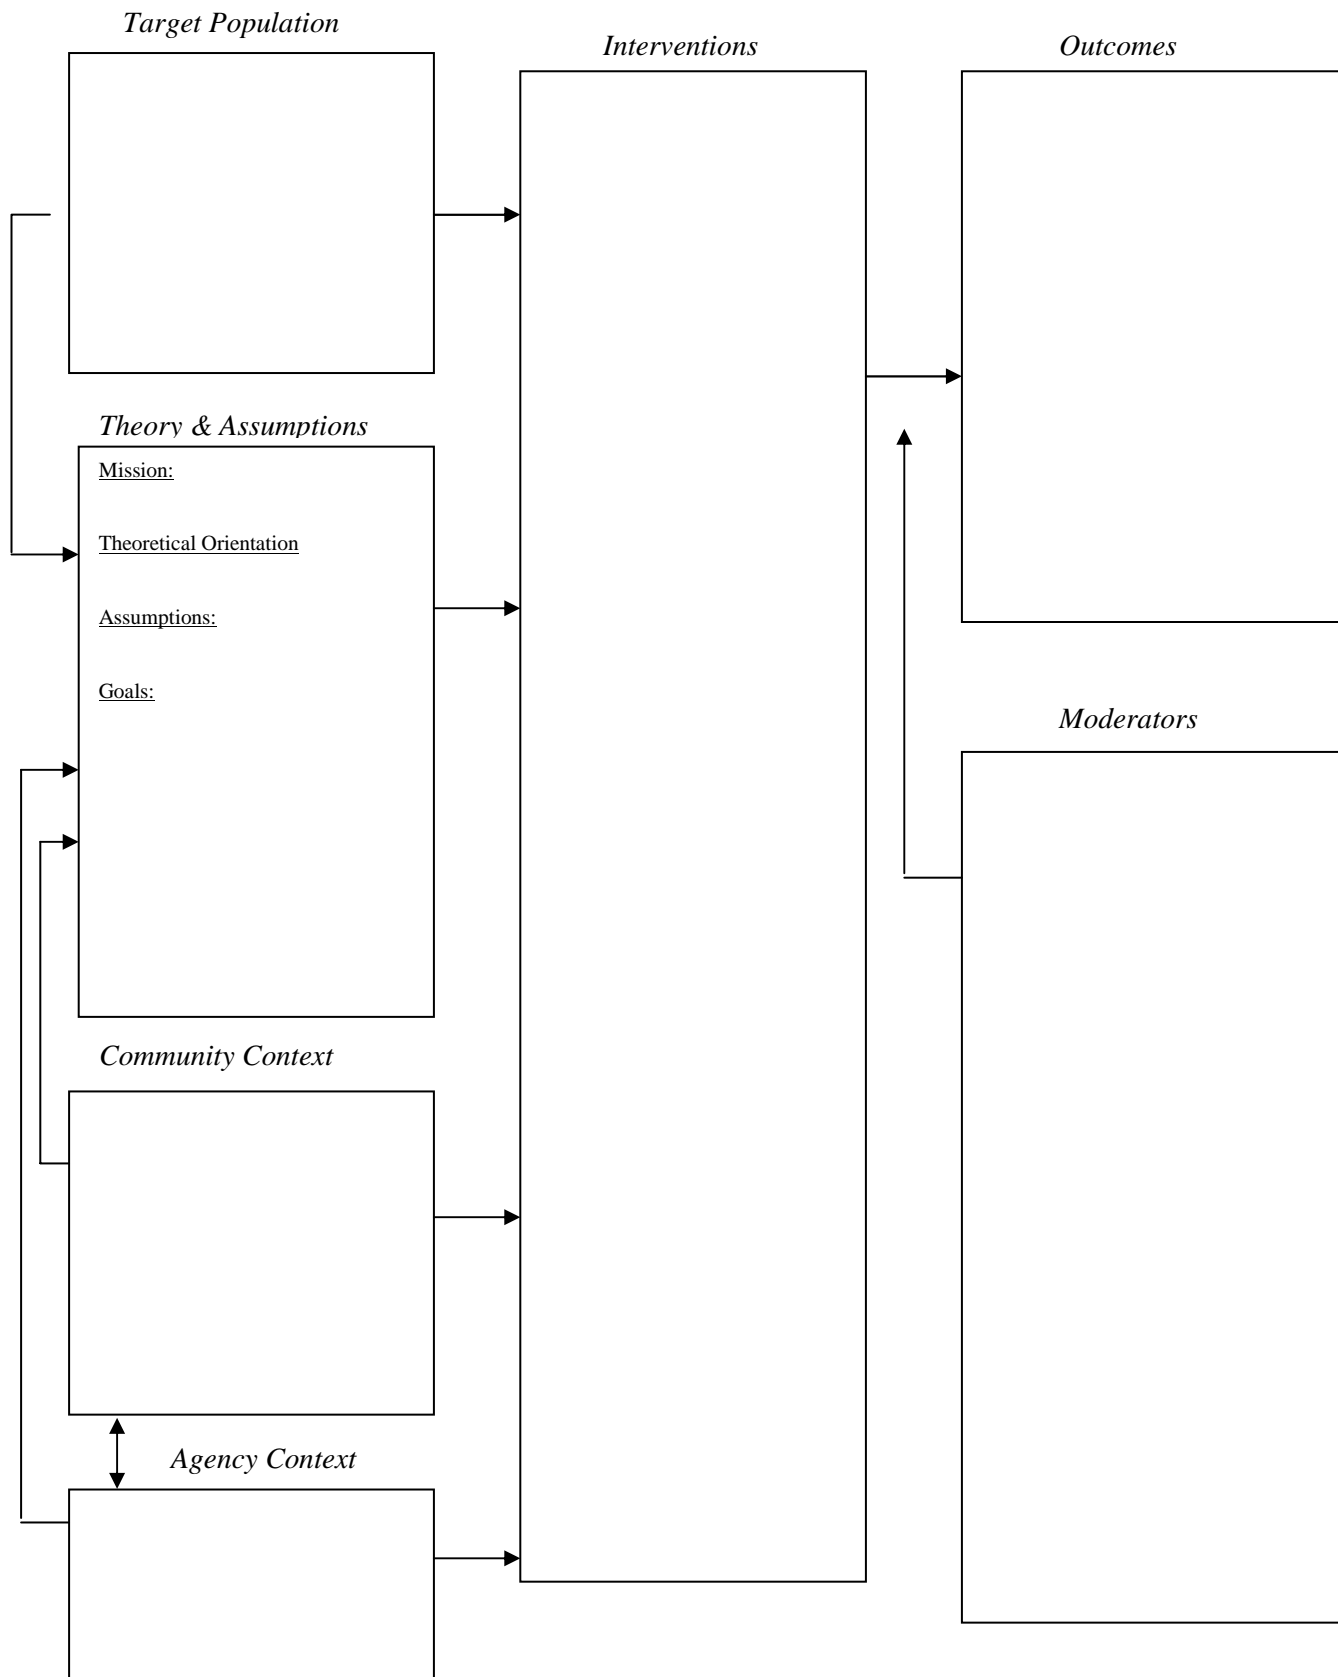 Target Population
Interventions
Outcomes
Theory & Assumptions
Mission:
Theoretical Orientation
Assumptions:
Goals:
Moderators
Community Context
Agency Context